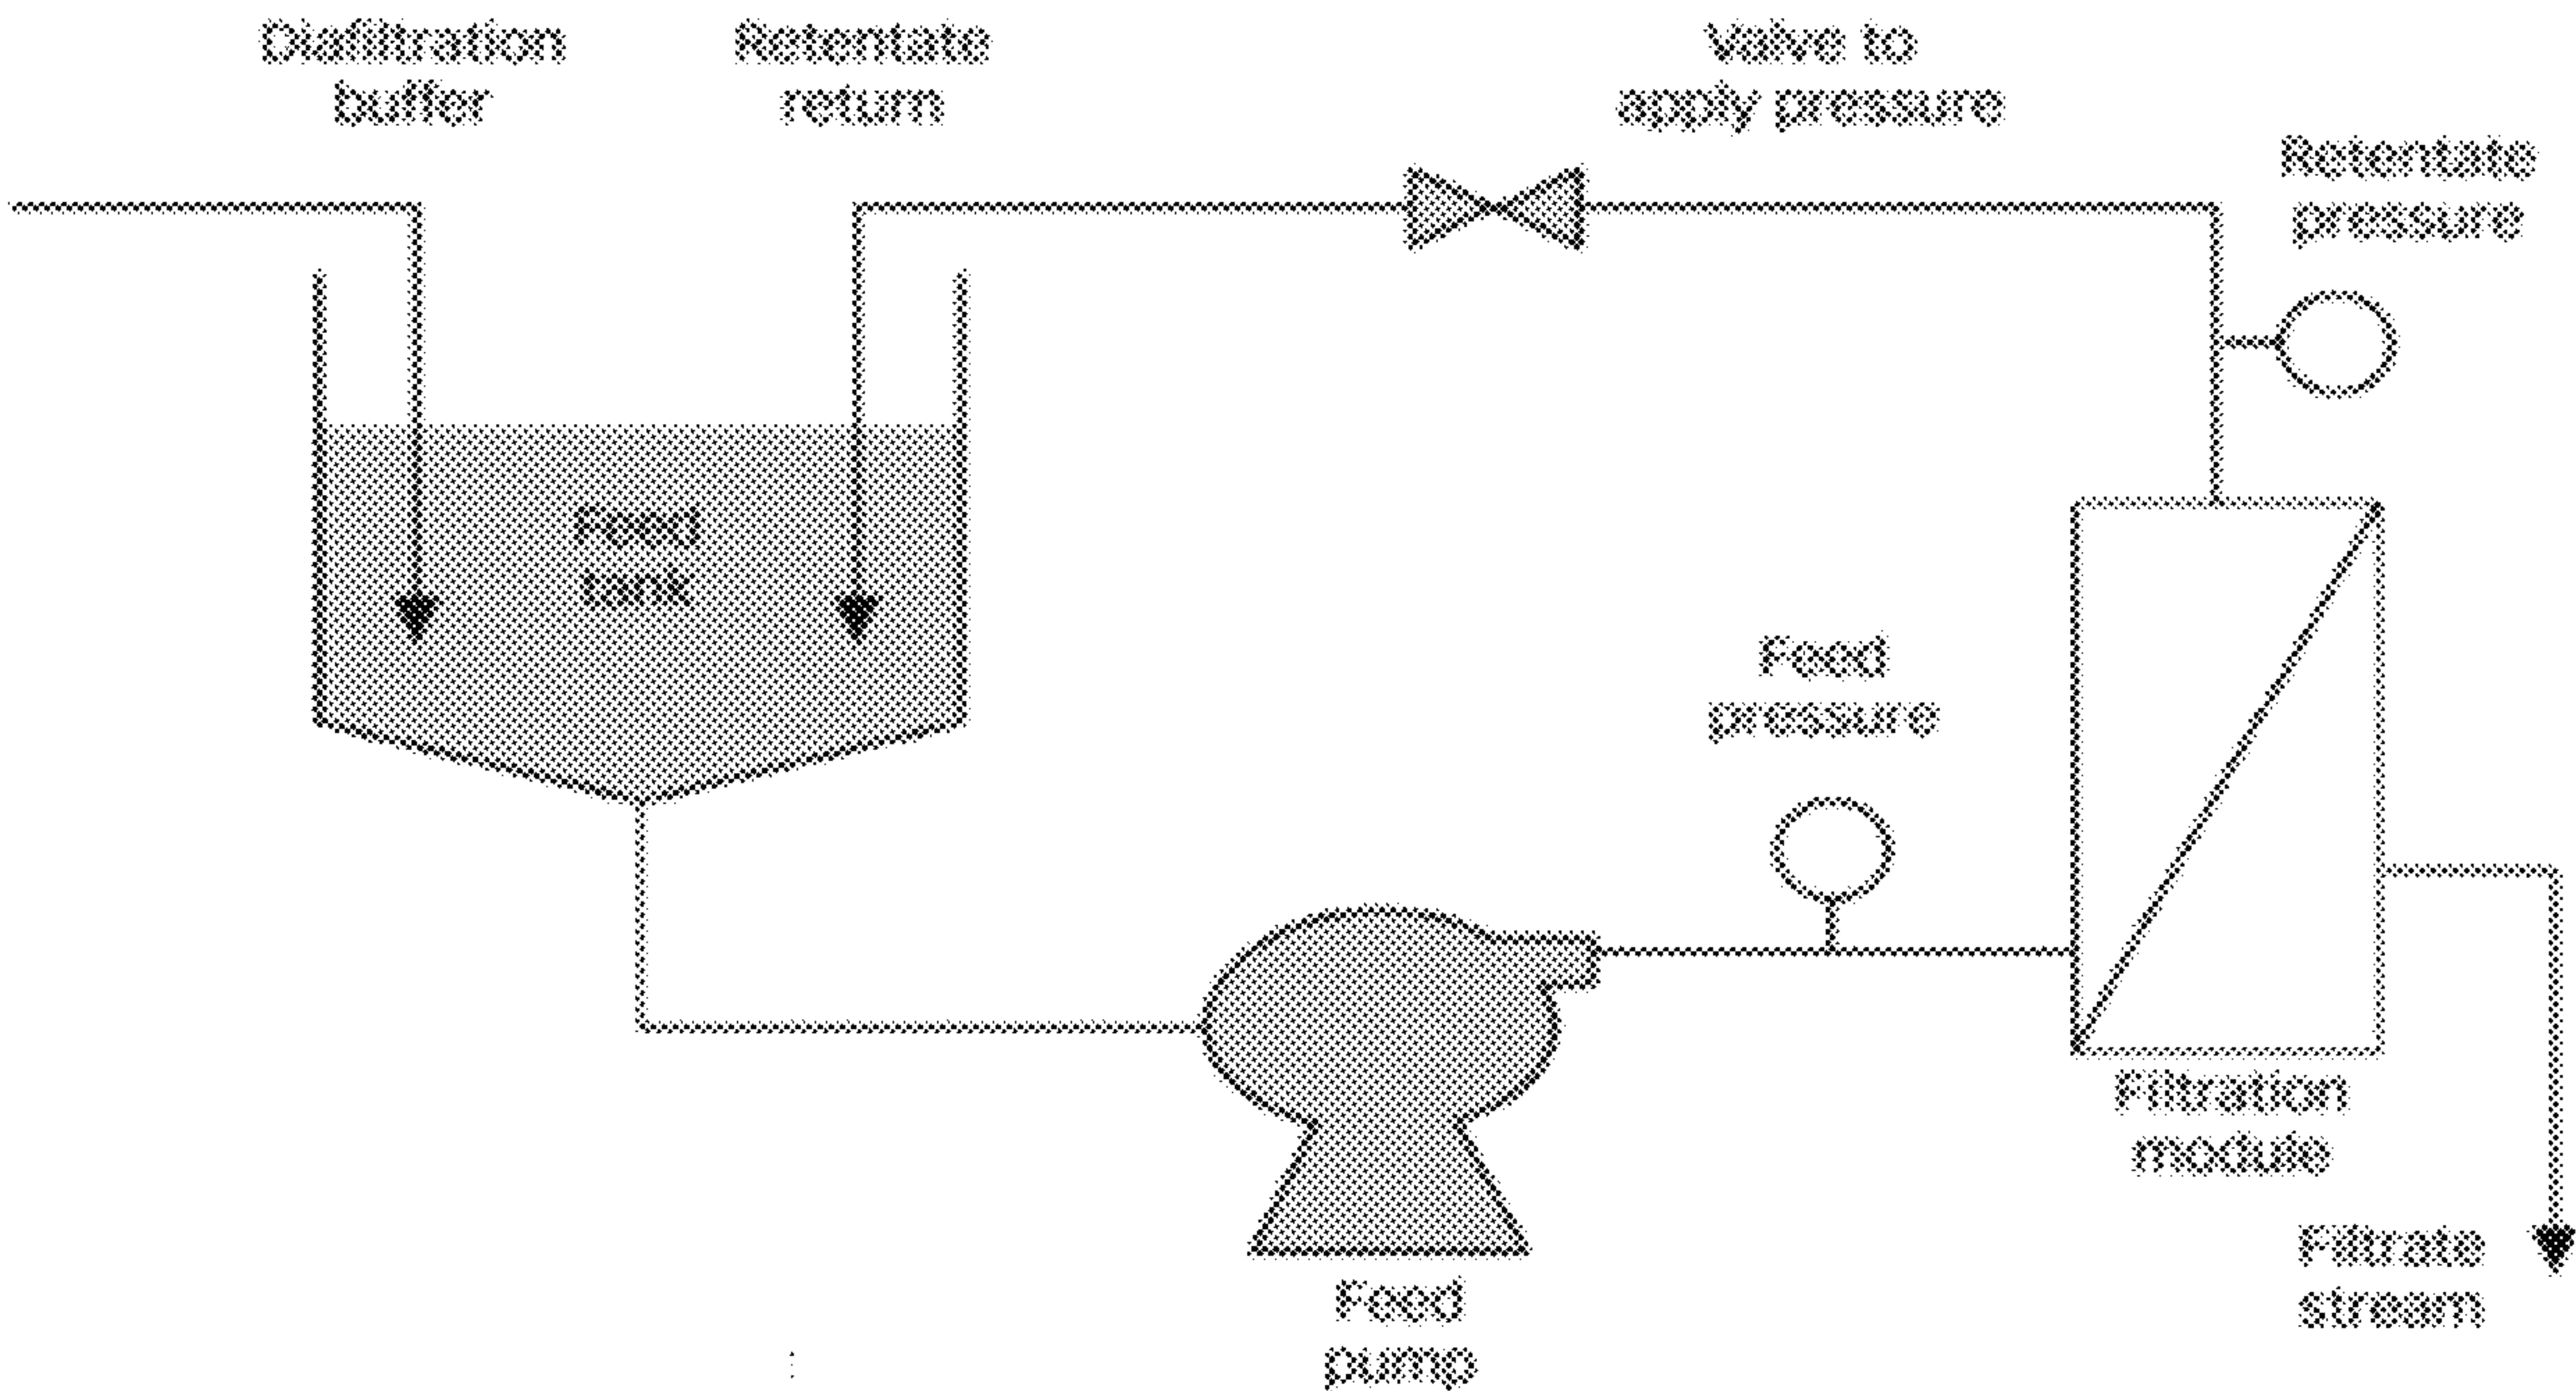 Diafiltration
buffer
Retentate
return
Valve to
apply pressure
Retentate
pressure
Feed
tank
Feed
pressure
Filtration
module
Filtrate
stream
Feed
pump